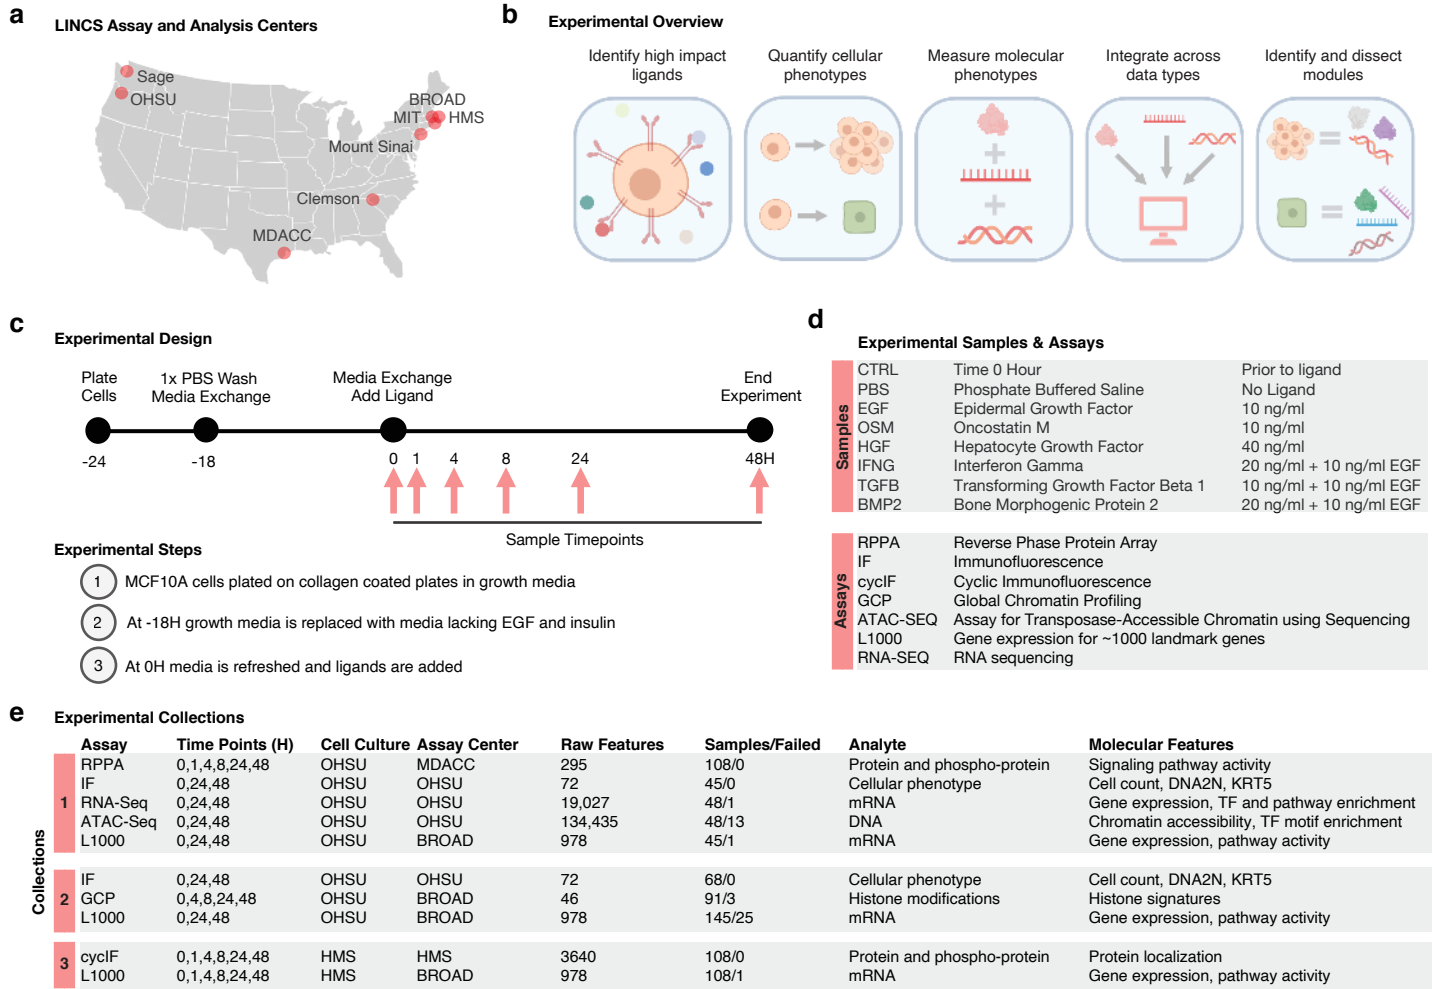 a
LINCS Assay and Analysis Centers
Sage
OHSU
BROAD
MIT
HMS
Mount Sinai
Clemson
MDACC
b
Experimental Overview
Identify high impact
ligands
Quantify cellular
phenotypes
Measure molecular
phenotypes
Integrate across
data types
Identify and dissect
modules
c
Experimental Design
Plate
Cells
1x PBS Wash
Media Exchange
Media Exchange
Add Ligand
End
Experiment
-24 -18 0 1 4 8 24 48H
Sample Timepoints
Experimental Steps
1 MCF10A cells plated on collagen coated plates in growth media
2 At -18H growth media is replaced with media lacking EGF and insulin
3 At 0H media is refreshed and ligands are added
d
Experimental Samples & Assays
Samples
CTRL Time 0 Hour Prior to ligand
PBS Phosphate Buffered Saline No Ligand
EGF Epidermal Growth Factor 10 ng/ml
OSM Oncostatin M 10 ng/ml
HGF Hepatocyte Growth Factor 40 ng/ml
IFNG Interferon Gamma 20 ng/ml + 10 ng/ml EGF
TGFB Transforming Growth Factor Beta 1 10 ng/ml + 10 ng/ml EGF
BMP2 Bone Morphogenic Protein 2 20 ng/ml + 10 ng/ml EGF
Assays
RPPA Reverse Phase Protein Array
IF Immunofluorescence
cycIF Cyclic Immunofluorescence
GCP Global Chromatin Profiling
ATAC-SEQ Assay for Transposase-Accessible Chromatin using Sequencing
L1000 Gene expression for ~1000 landmark genes
RNA-SEQ RNA sequencing
e
Experimental Collections
Assay Time Points (H) Cell Culture Assay Center Raw Features Samples/Failed Analyte Molecular Features
Collections
1
RPPA 0,1,4,8,24,48 OHSU MDACC 295 108/0 Protein and phospho-protein Signaling pathway activity
IF 0,24,48 OHSU OHSU 72 45/0 Cellular phenotype Cell count, DNA2N, KRT5
RNA-Seq 0,24,48 OHSU OHSU 19,027 48/1 mRNA Gene expression, TF and pathway enrichment
ATAC-Seq 0,24,48 OHSU OHSU 134,435 48/13 DNA Chromatin accessibility, TF motif enrichment
L1000 0,24,48 OHSU BROAD 978 45/1 mRNA Gene expression, pathway activity
2
IF 0,24,48 OHSU OHSU 72 68/0 Cellular phenotype Cell count, DNA2N, KRT5
GCP 0,4,8,24,48 OHSU BROAD 46 91/3 Histone modifications Histone signatures
L1000 0,24,48 OHSU BROAD 978 145/25 mRNA Gene expression, pathway activity
3
cycIF 0,1,4,8,24,48 HMS HMS 3640 108/0 Protein and phospho-protein Protein localization
L1000 0,1,4,8,24,48 HMS BROAD 978 108/1 mRNA Gene expression, pathway activity